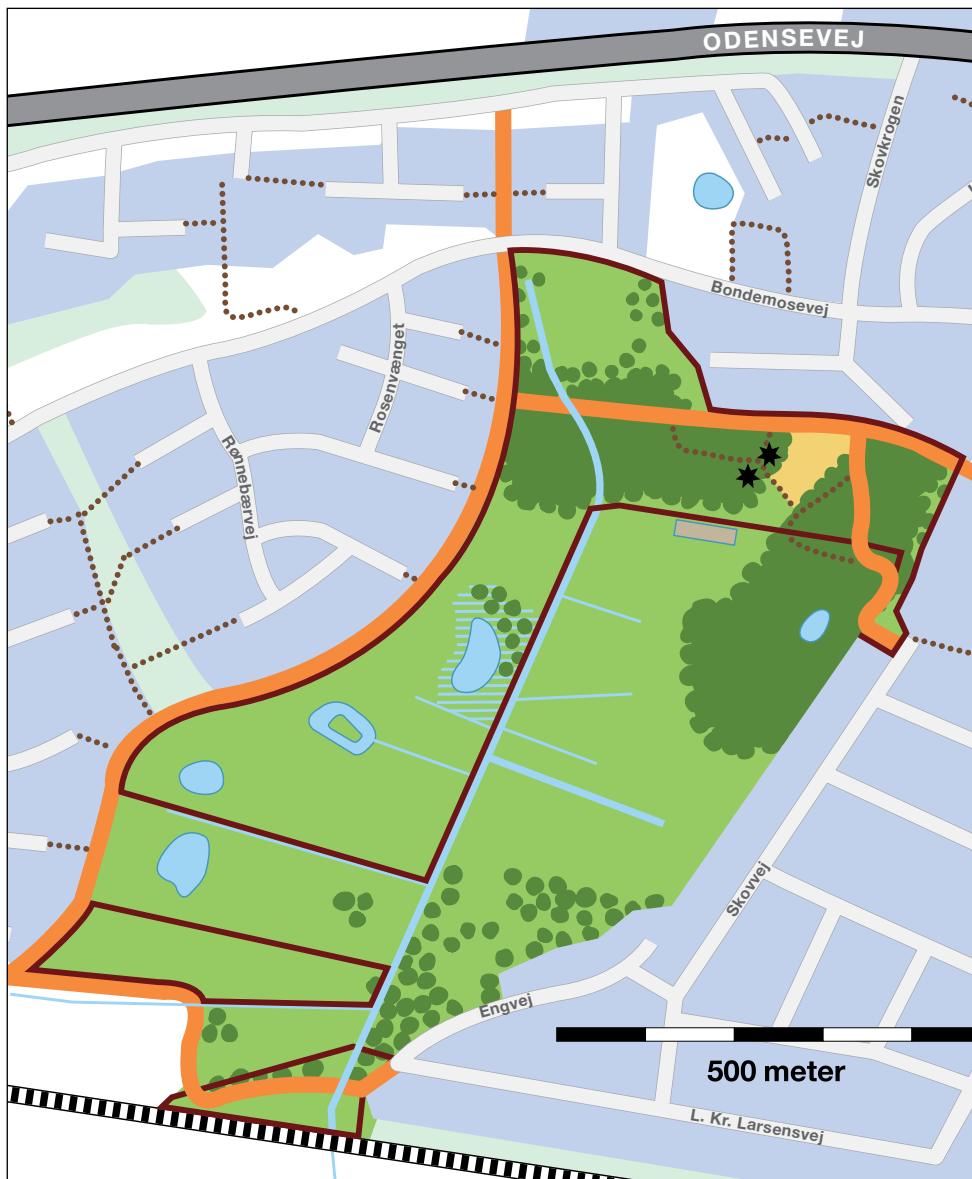 ODENSEVEJ
Skovkrogen
Bondemosevej
Rosenvænget
Rønnebærvej
Skovvej
Engvej
500 meter
L. Kr. Larsensvej